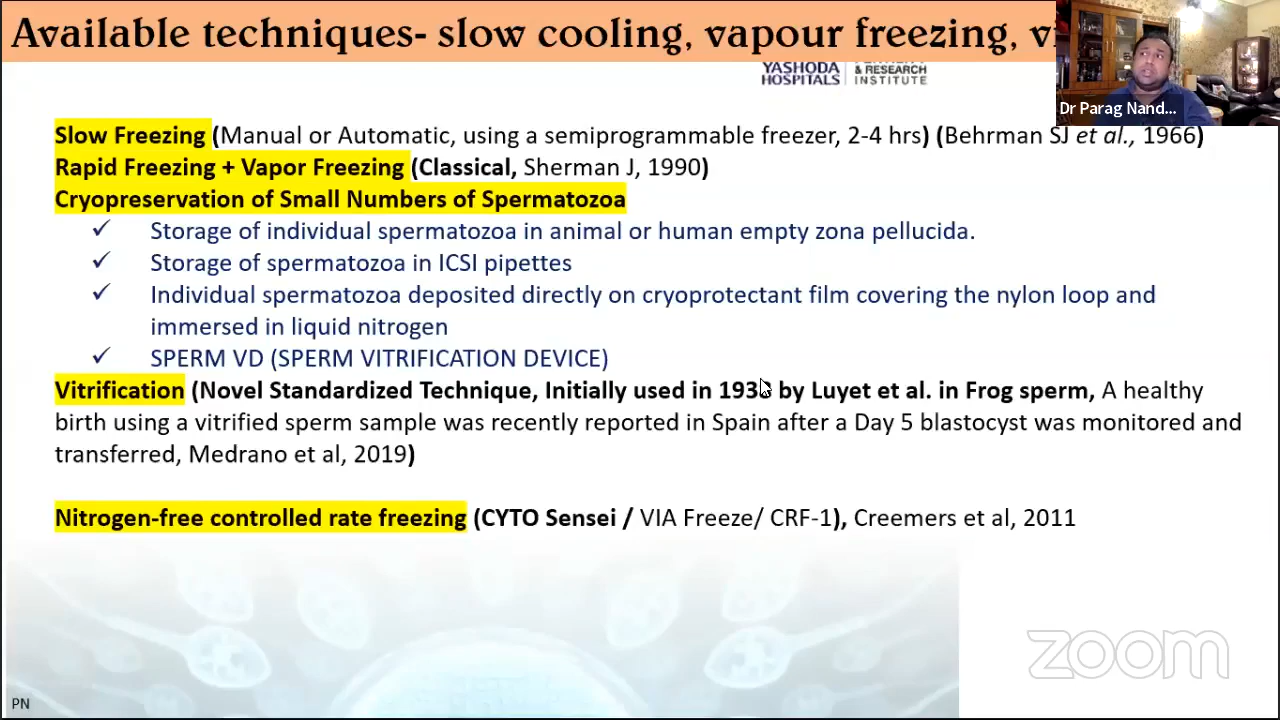 Available techniques- slow cooling, vapour freezing,
YASHODA
HOSPITALS
& RESEARCH
INSTITUTE
Dr Parag Nand...
Slow Freezing (Manual or Automatic, using a semiprogrammable freezer, 2-4 hrs) (Behrman SJ et al., 1966)
Rapid Freezing + Vapor Freezing (Classical, Sherman J, 1990)
Cryopreservation of Small Numbers of Spermatozoa
✓ Storage of individual spermatozoa in animal or human empty zona pellucida.
✓ Storage of spermatozoa in ICSI pipettes
✓ Individual spermatozoa deposited directly on cryoprotectant film covering the nylon loop and
immersed in liquid nitrogen
✓ SPERM VD (SPERM VITRIFICATION DEVICE)
Vitrification (Novel Standardized Technique, Initially used in by Luyet et al. in Frog sperm, A healthy
birth using a vitrified sperm sample was recently reported in Spain after a Day 5 blastocyst was monitored and
transferred, Medrano et al, 2019)
Nitrogen-free controlled rate freezing (CYTO Sensei / VIA Freeze/ CRF-1), Creemers et al, 2011
zoom
PN